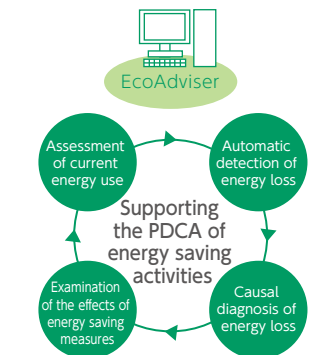 EcoAdviser
Assessment
of current
energy use
Automatic
detection of
energy loss
Supporting
the PDCA of
energy saving
activities
Examination
of the effects of
energy saving
measures
Causal
diagnosis of
energy loss